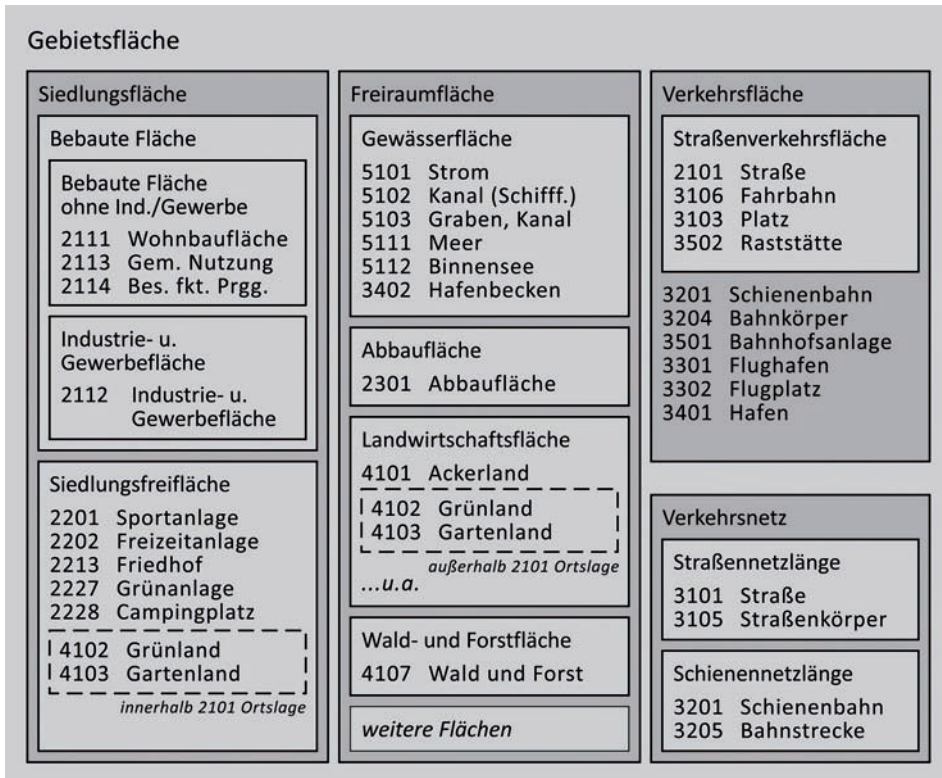 Gebietsfläche
Siedlungsfläche
Bebaute Fläche
Bebaute Fläche
ohne Ind./Gewerbe
2111 Wohnbaufläche
2113 Gem. Nutzung
2114 Bes. fkt. Prgg.
Industrie- u.
Gewerbefläche
2112 Industrie- u.
Gewerbefläche
Siedlungsfreifläche
2201 Sportanlage
2202 Freizeitanlage
2213 Friedhof
2227 Grünanlage
2228 Campingplatz
4102 Grünland
4103 Gartenland
innerhalb 2101 Ortslage
Freiraumfläche
Gewässerfläche
5101 Strom
5102 Kanal (Schifff.)
5103 Graben, Kanal
5111 Meer
5112 Binnensee
3402 Hafenbecken
Abbaufläche
2301 Abbaufläche
Landwirtschaftsfläche
4101 Ackerland
4102 Grünland
4103 Gartenland
außerhalb 2101 Ortslage
...u.a.
Wald- und Forstfläche
4107 Wald und Forst
weitere Flächen
Verkehrsfläche
Straßenverkehrsfläche
2101 Straße
3106 Fahrbahn
3103 Platz
3502 Raststätte
3201 Schienenbahn
3204 Bahnkörper
3501 Bahnhofsanlage
3301 Flughafen
3302 Flugplatz
3401 Hafen
Verkehrsnetz
Straßennetzlänge
3101 Straße
3105 Straßenkörper
Schienennetzlänge
3201 Schienenbahn
3205 Bahnstrecke